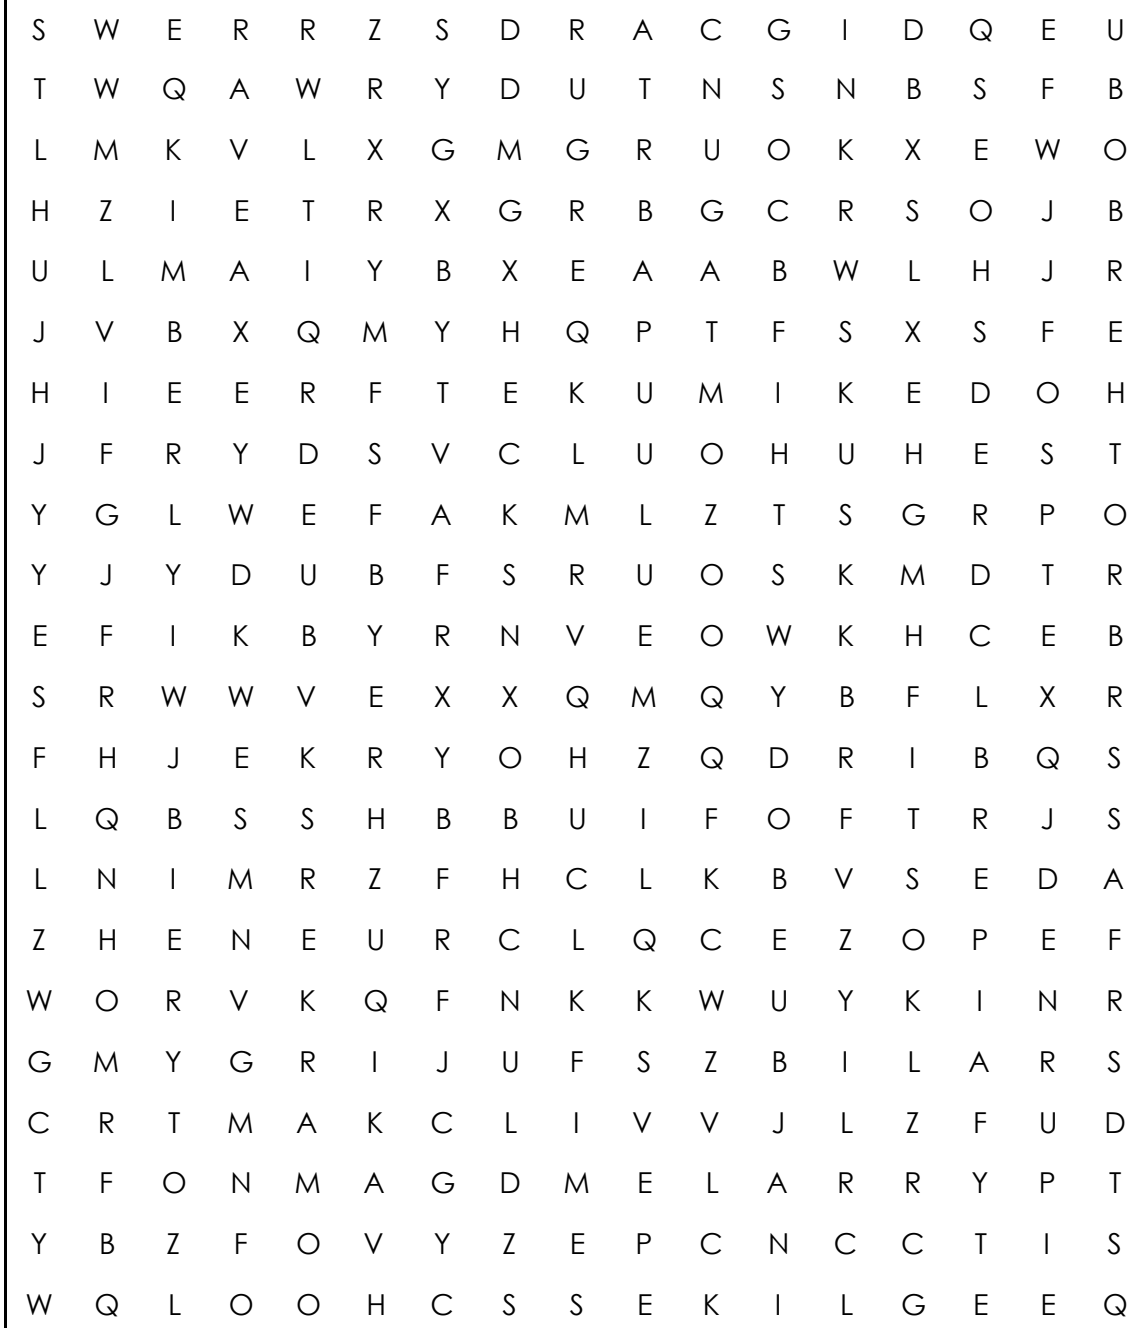 S W E R R Z S D R A C G I D Q E U
T W Q A W R Y D U T N S N B S F B
L M K V L X G M G R U O K X E W O
H Z I E T R X G R B G C R S O J B
U L M A I Y B X E A A B W L H J R
J V B X Q M Y H Q P T F S X S F E
H I E E R F T E K U M I K E D O H
J F R Y D S V C L U O H U H E S T
Y G L W E F A K M L Z T S G R P O
Y J Y D U B F S R U O S K M D T R
E F I K B Y R N V E O W K H C E B
S R W W V E X X Q M Q Y B F L X R
F H J E K R Y O H Z Q D R I B Q S
L Q B S S H B B U I F O F T R J S
L N I M R Z F H C L K B V S E D A
Z H E N E U R C L Q C E Z O P E F
W O R V K Q F N K K W U Y K I N R
G M Y G R I J U F S Z B I L A R S
C R T M A K C L I V V J L Z F U D
T F O N M A G D M E L A R R Y P T
Y B Z F O V Y Z E P C N C C T I S
W Q L O O H C S S E K I L G E E Q